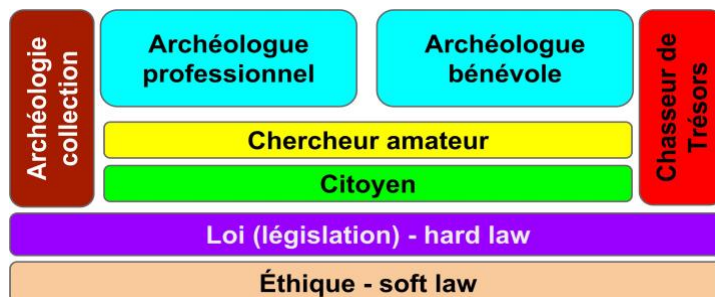 Archéologie
collection
Archéologue
professionnel
Archéologue
bénévole
Chasseur de
Trésors
Chercheur amateur
Citoyen
Loi (législation) - hard law
Éthique - soft law